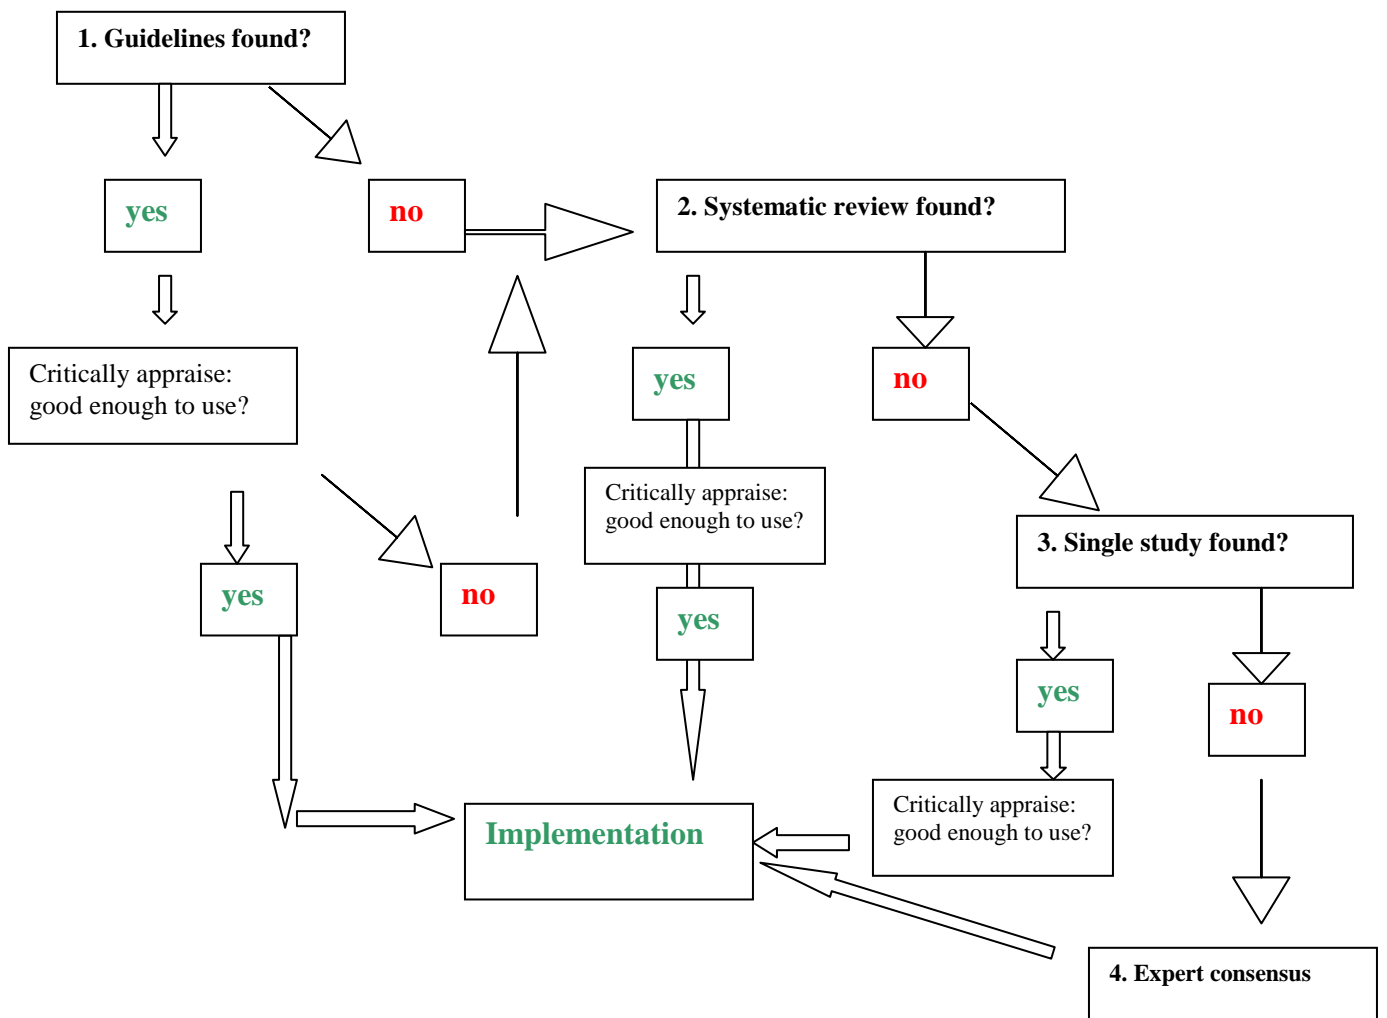 1. Guidelines found?
yes
no
2. Systematic review found?
Critically appraise:
good enough to use?
yes
no
Critically appraise:
good enough to use?
3. Single study found?
yes
no
yes
yes
no
Critically appraise:
good enough to use?
Implementation
4. Expert consensus